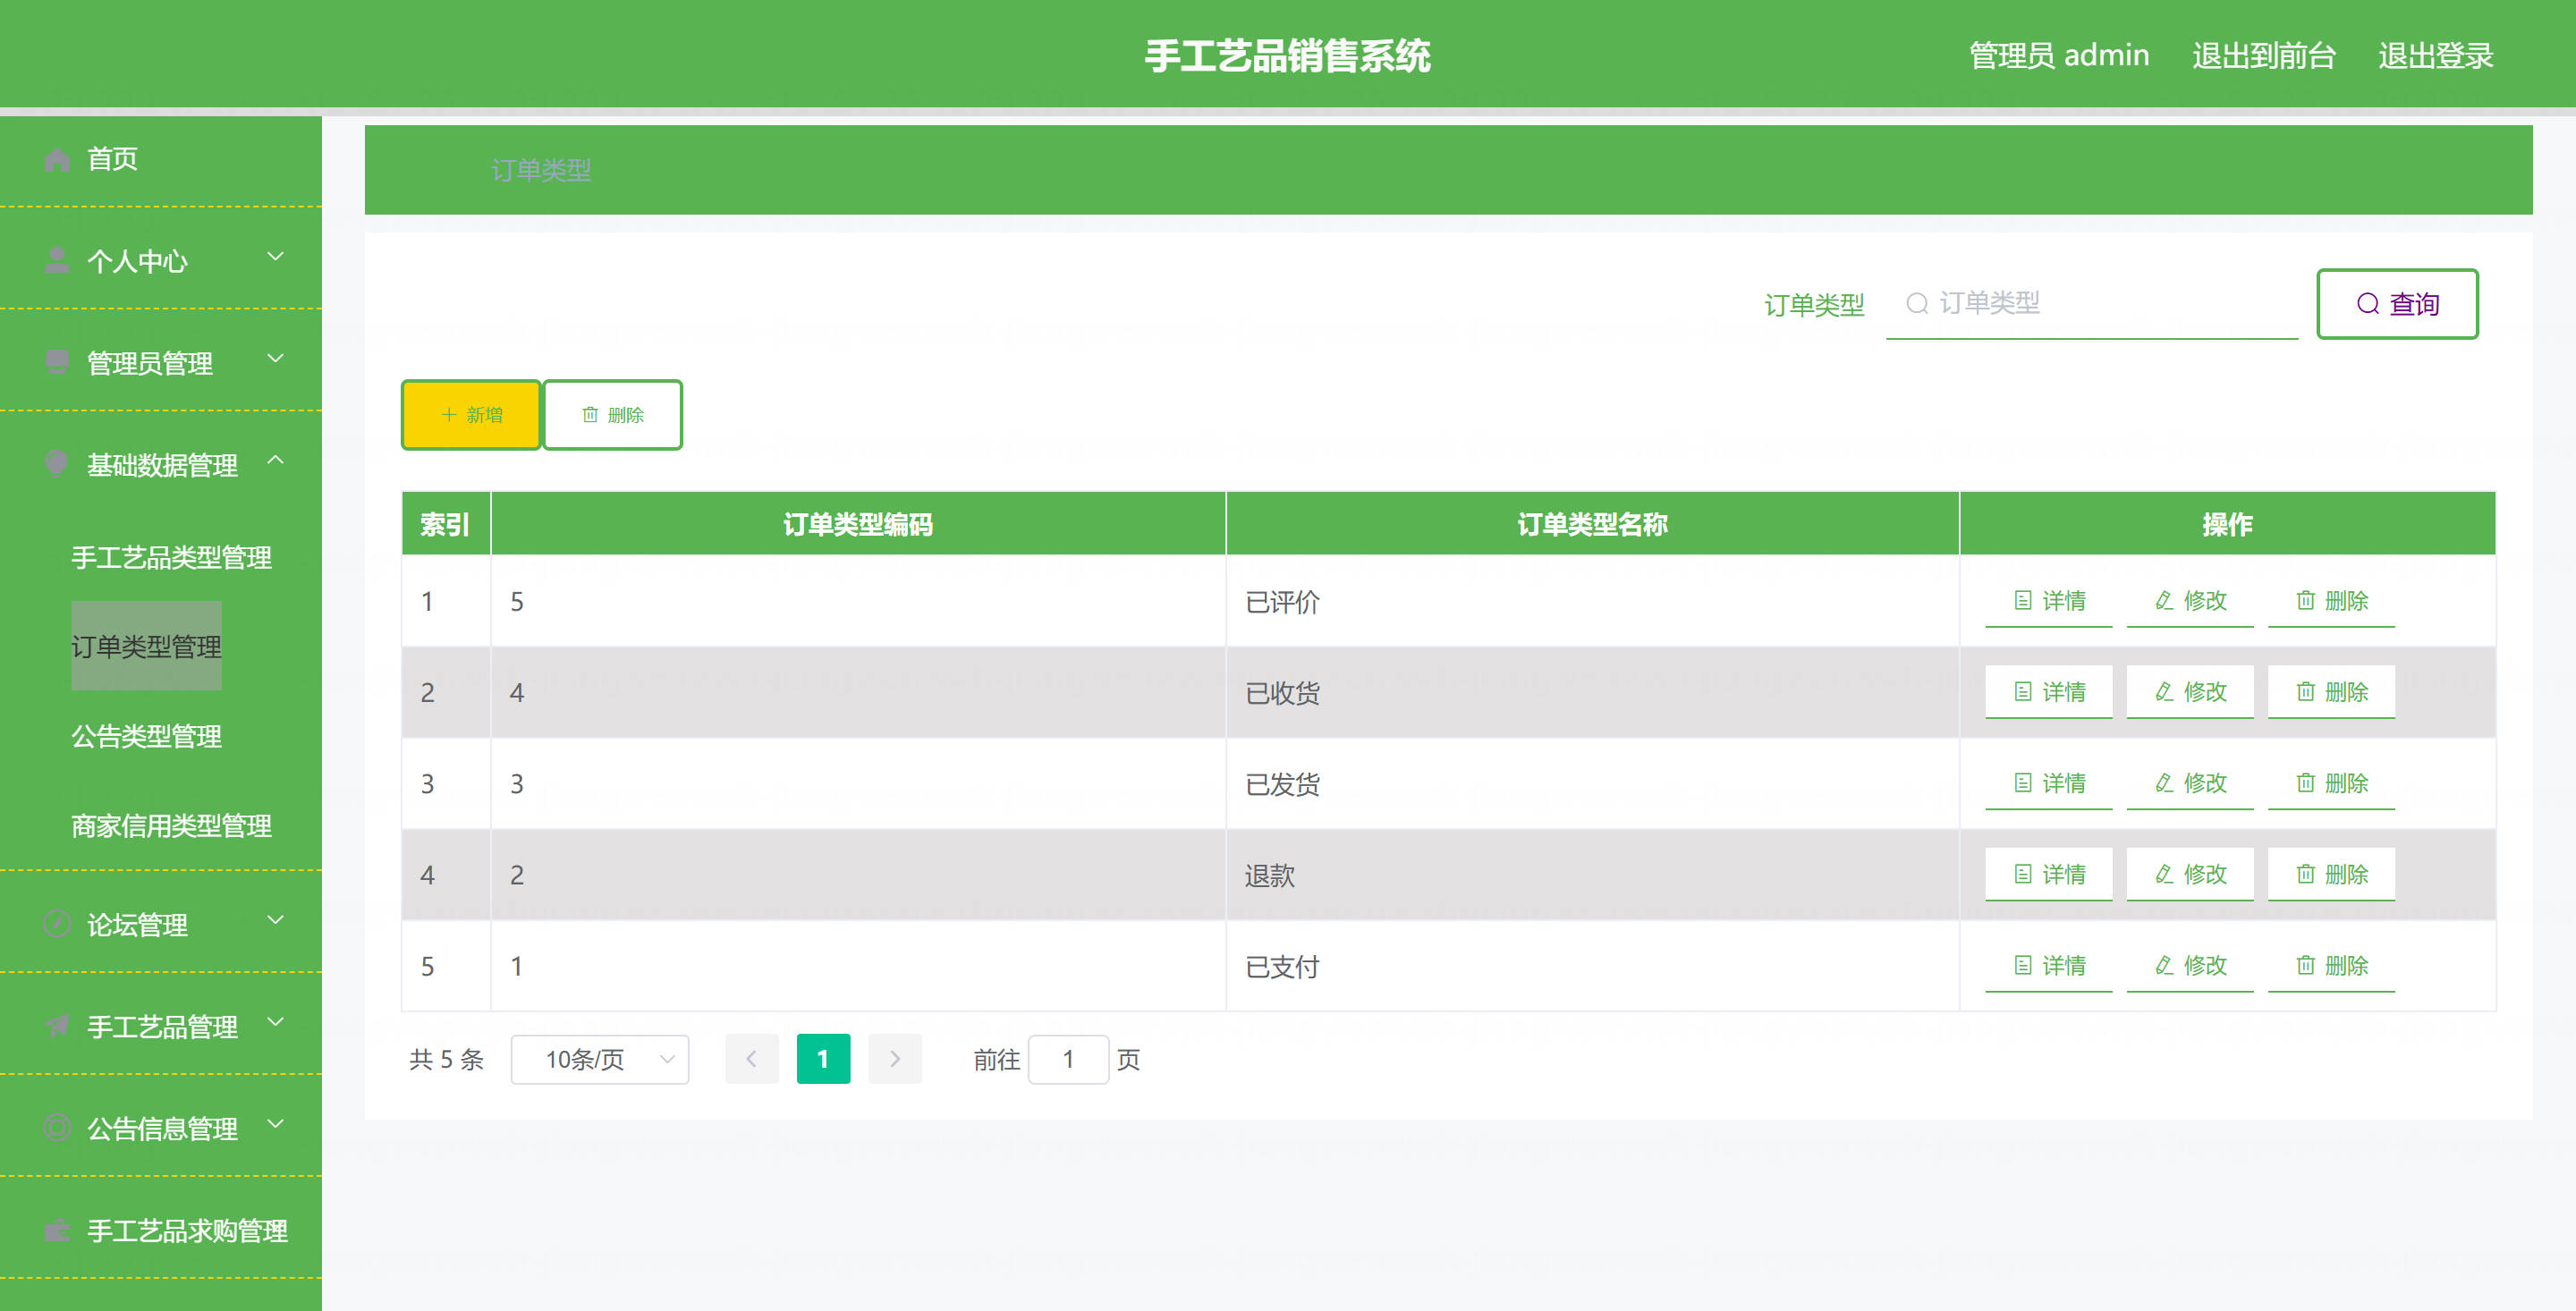 手工艺品销售系统
管理员 admin
退出到前台
退出登录
首页
个人中心
管理员管理
基础数据管理
手工艺品类型管理
订单类型管理
公告类型管理
商家信用类型管理
论坛管理
手工艺品管理
公告信息管理
手工艺品求购管理
订单类型
订单类型 订单类型 查询
新增 删除
索引 订单类型编码 订单类型名称 操作
1 5 已评价 详情 修改 删除
2 4 已收货 详情 修改 删除
3 3 已发货 详情 修改 删除
4 2 退款 详情 修改 删除
5 1 已支付 详情 修改 删除
共 5 条 10条/页 1 前往 1 页